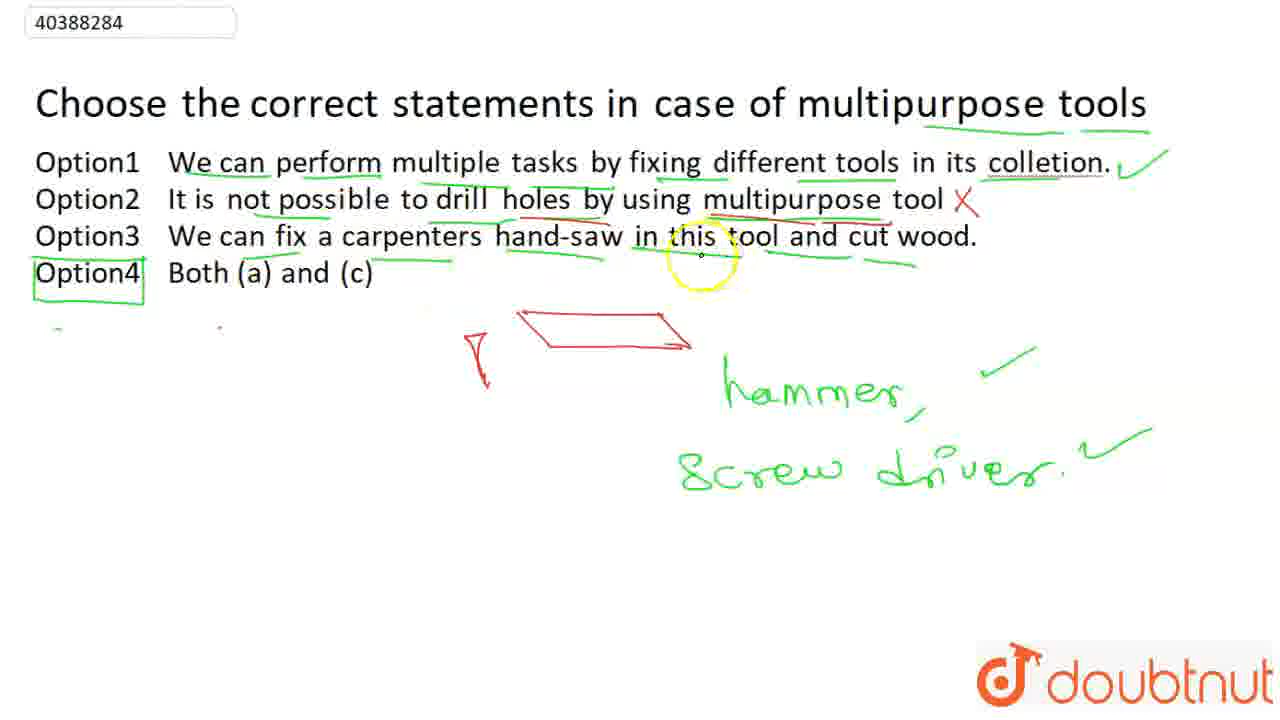 40388284
Choose the correct statements in case of multipurpose tools
Option1 We can perform multiple tasks by fixing different tools in its colletion.
Option2 It is not possible to drill holes by using multipurpose tool
Option3 We can fix a carpenters hand-saw in this tool and cut wood.
Option4 Both (a) and (c)
hammer,
screw driver.
doubtnut